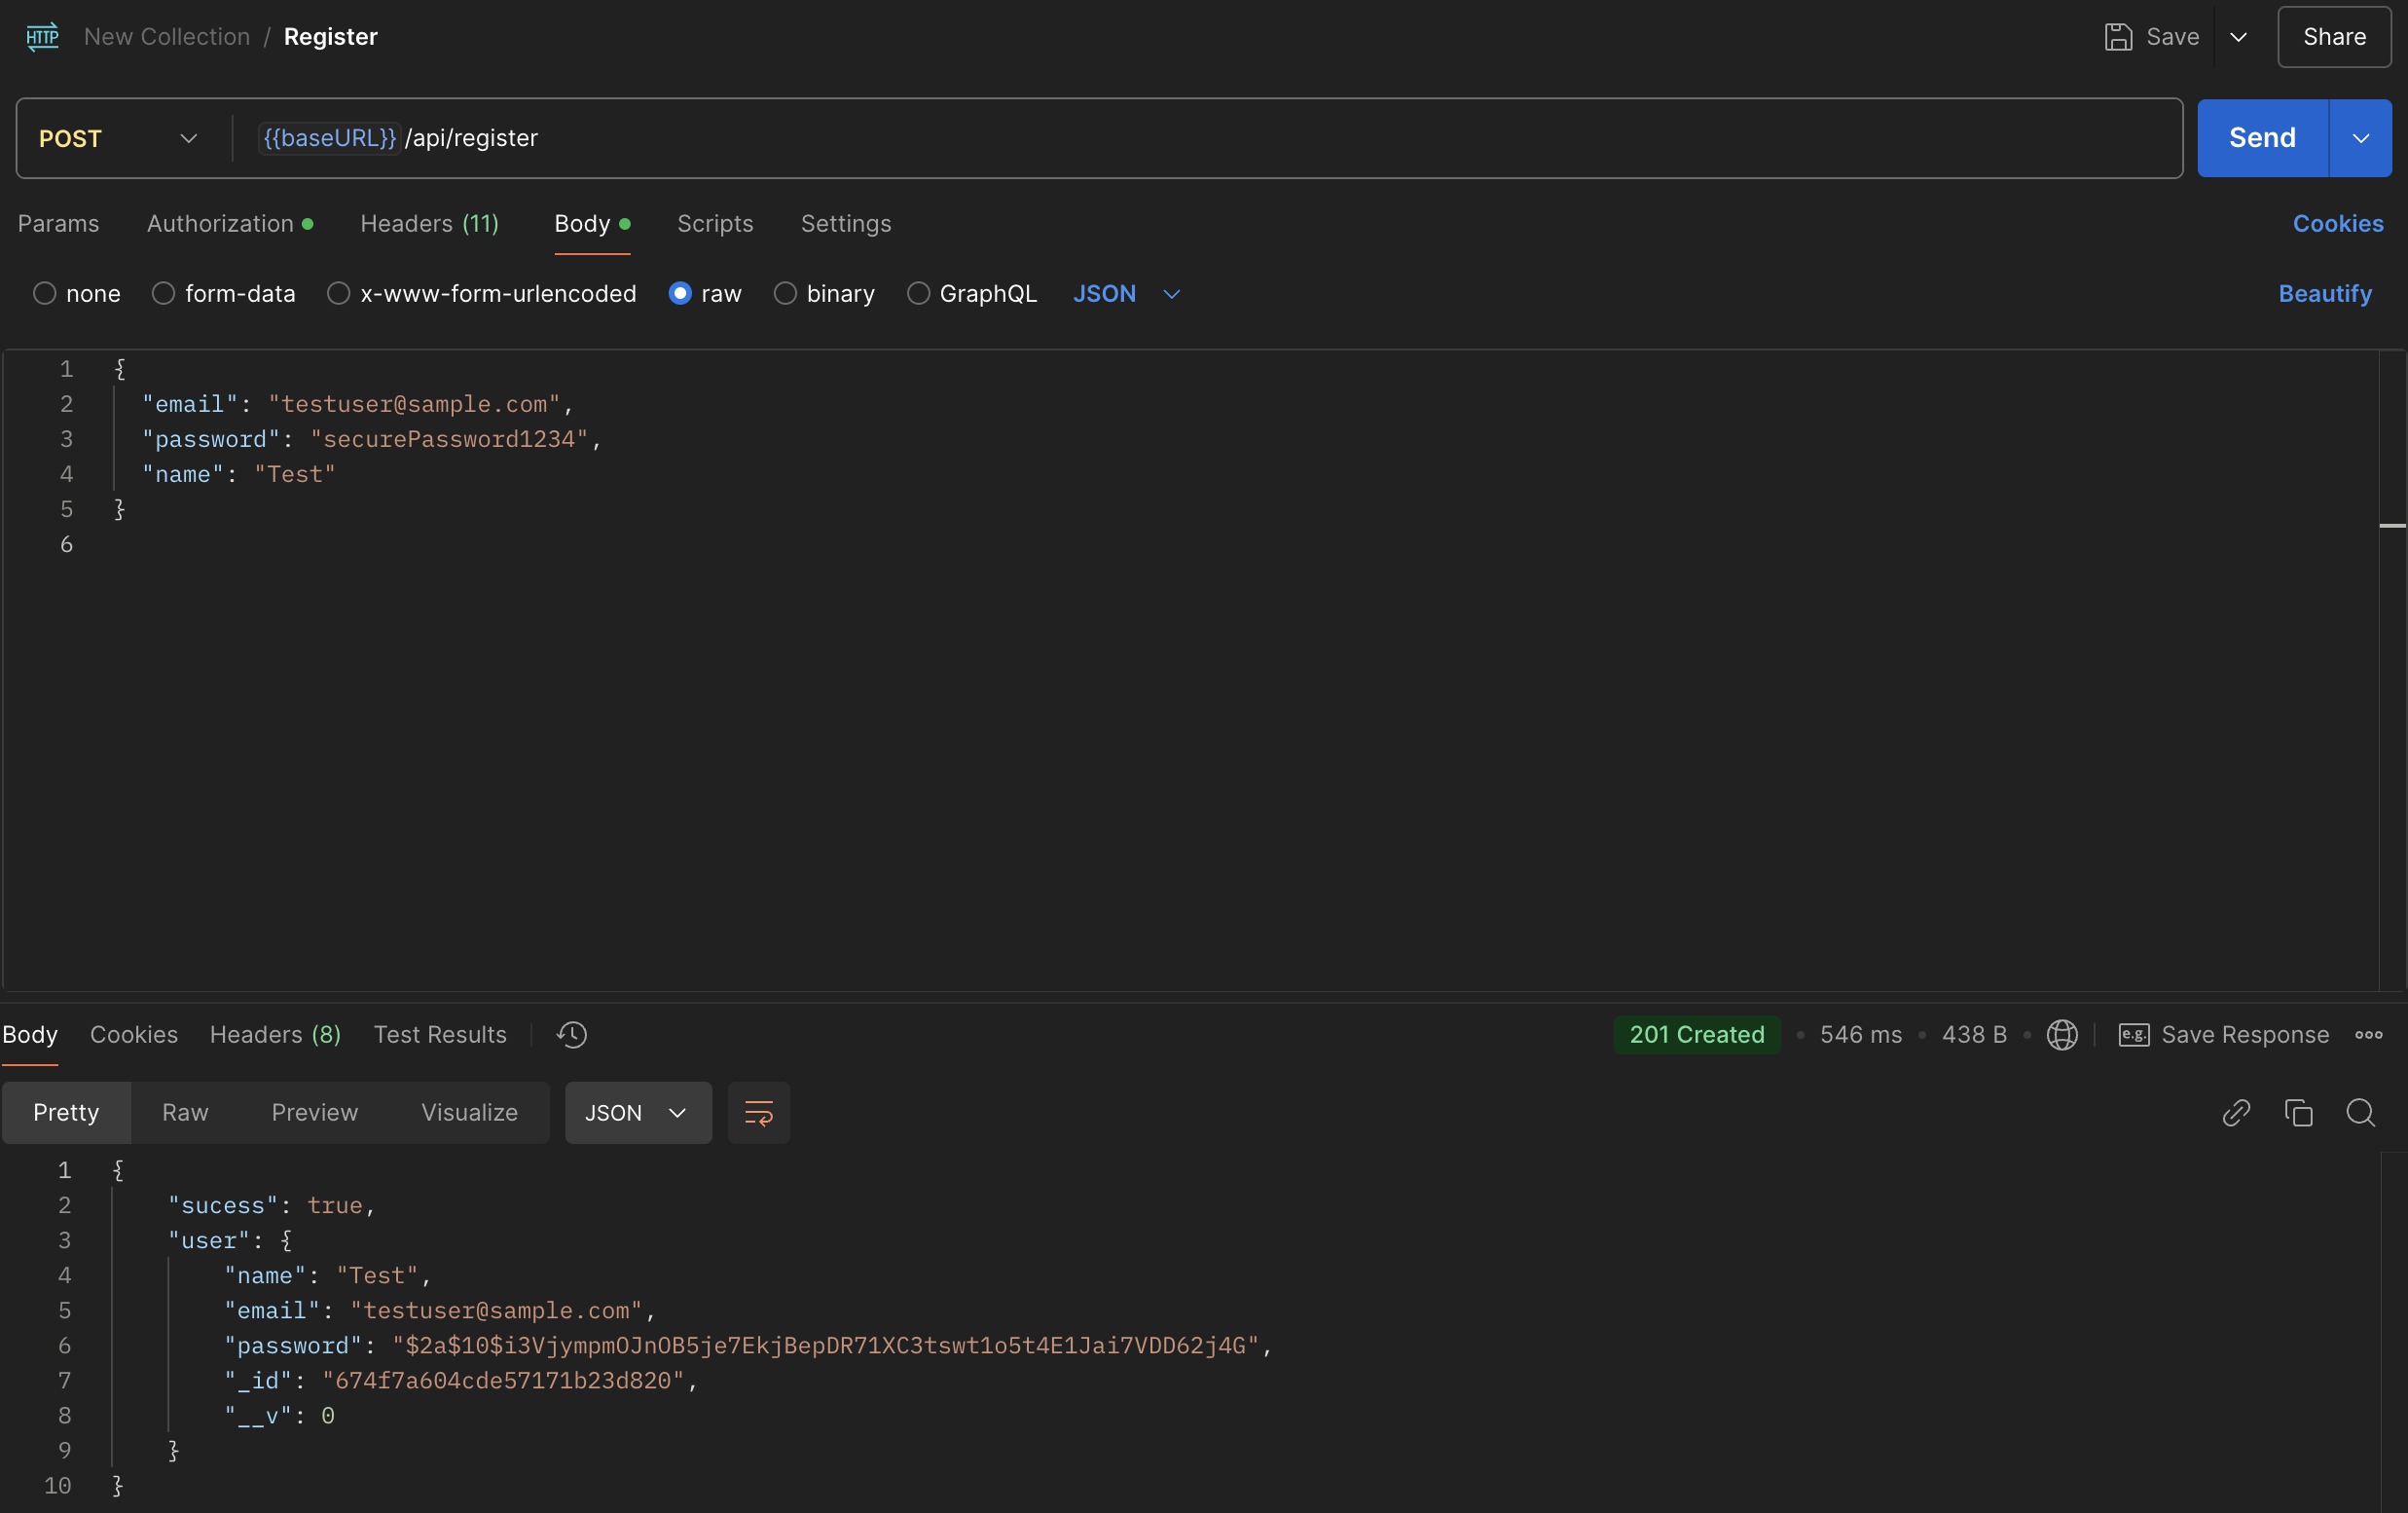 HTTP New Collection / Register Save Share
POST {{baseURL}}/api/register Send
Params Authorization Headers (11) Body Scripts Settings Cookies
none form-data x-www-form-urlencoded raw binary GraphQL JSON Beautify
1 {
2 "email": "testuser@sample.com",
3 "password": "securePassword1234",
4 "name": "Test"
5 }
6
Body Cookies Headers (8) Test Results 201 Created • 546 ms • 438 B • e.g. Save Response
Pretty Raw Preview Visualize JSON
1 {
2 "sucess": true,
3 "user": {
4 "name": "Test",
5 "email": "testuser@sample.com",
6 "password": "$2a$10$i3VjympmOJnOB5je7EkjBepDR71XC3tswt1o5t4E1Jai7VDD62j4G",
7 "_id": "674f7a604cde57171b23d820",
8 "__v": 0
9 }
10 }